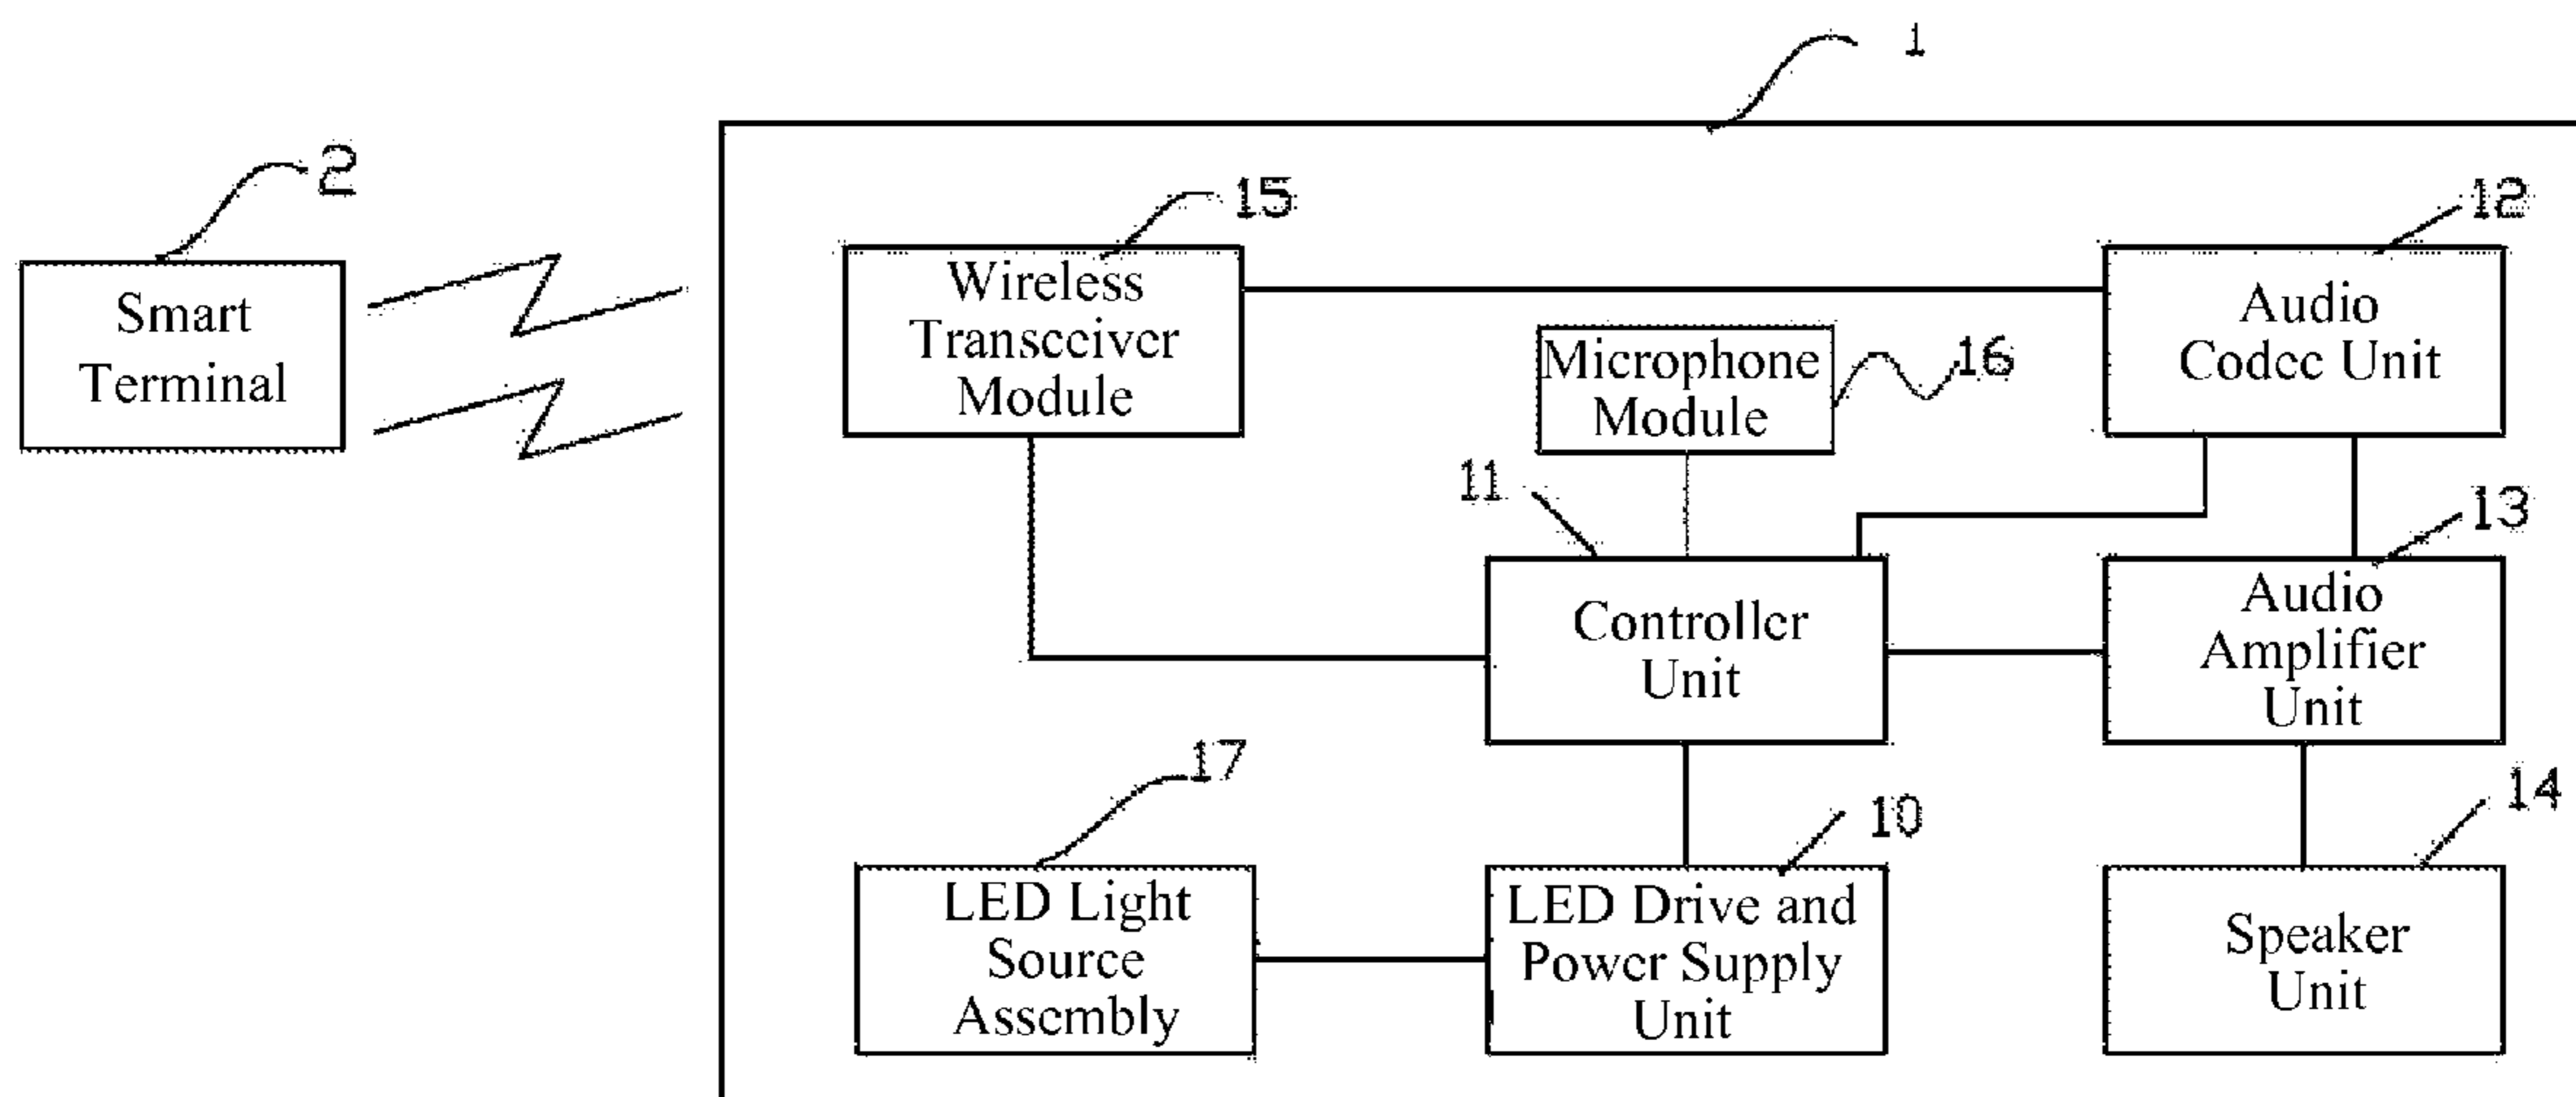 1
2
Smart
Terminal
15
Wireless
Transceiver
Module
12
Audio
Codec Unit
Microphone
Module
16
11
Controller
Unit
13
Audio
Amplifier
Unit
17
LED Light
Source
Assembly
10
LED Drive and
Power Supply
Unit
14
Speaker
Unit